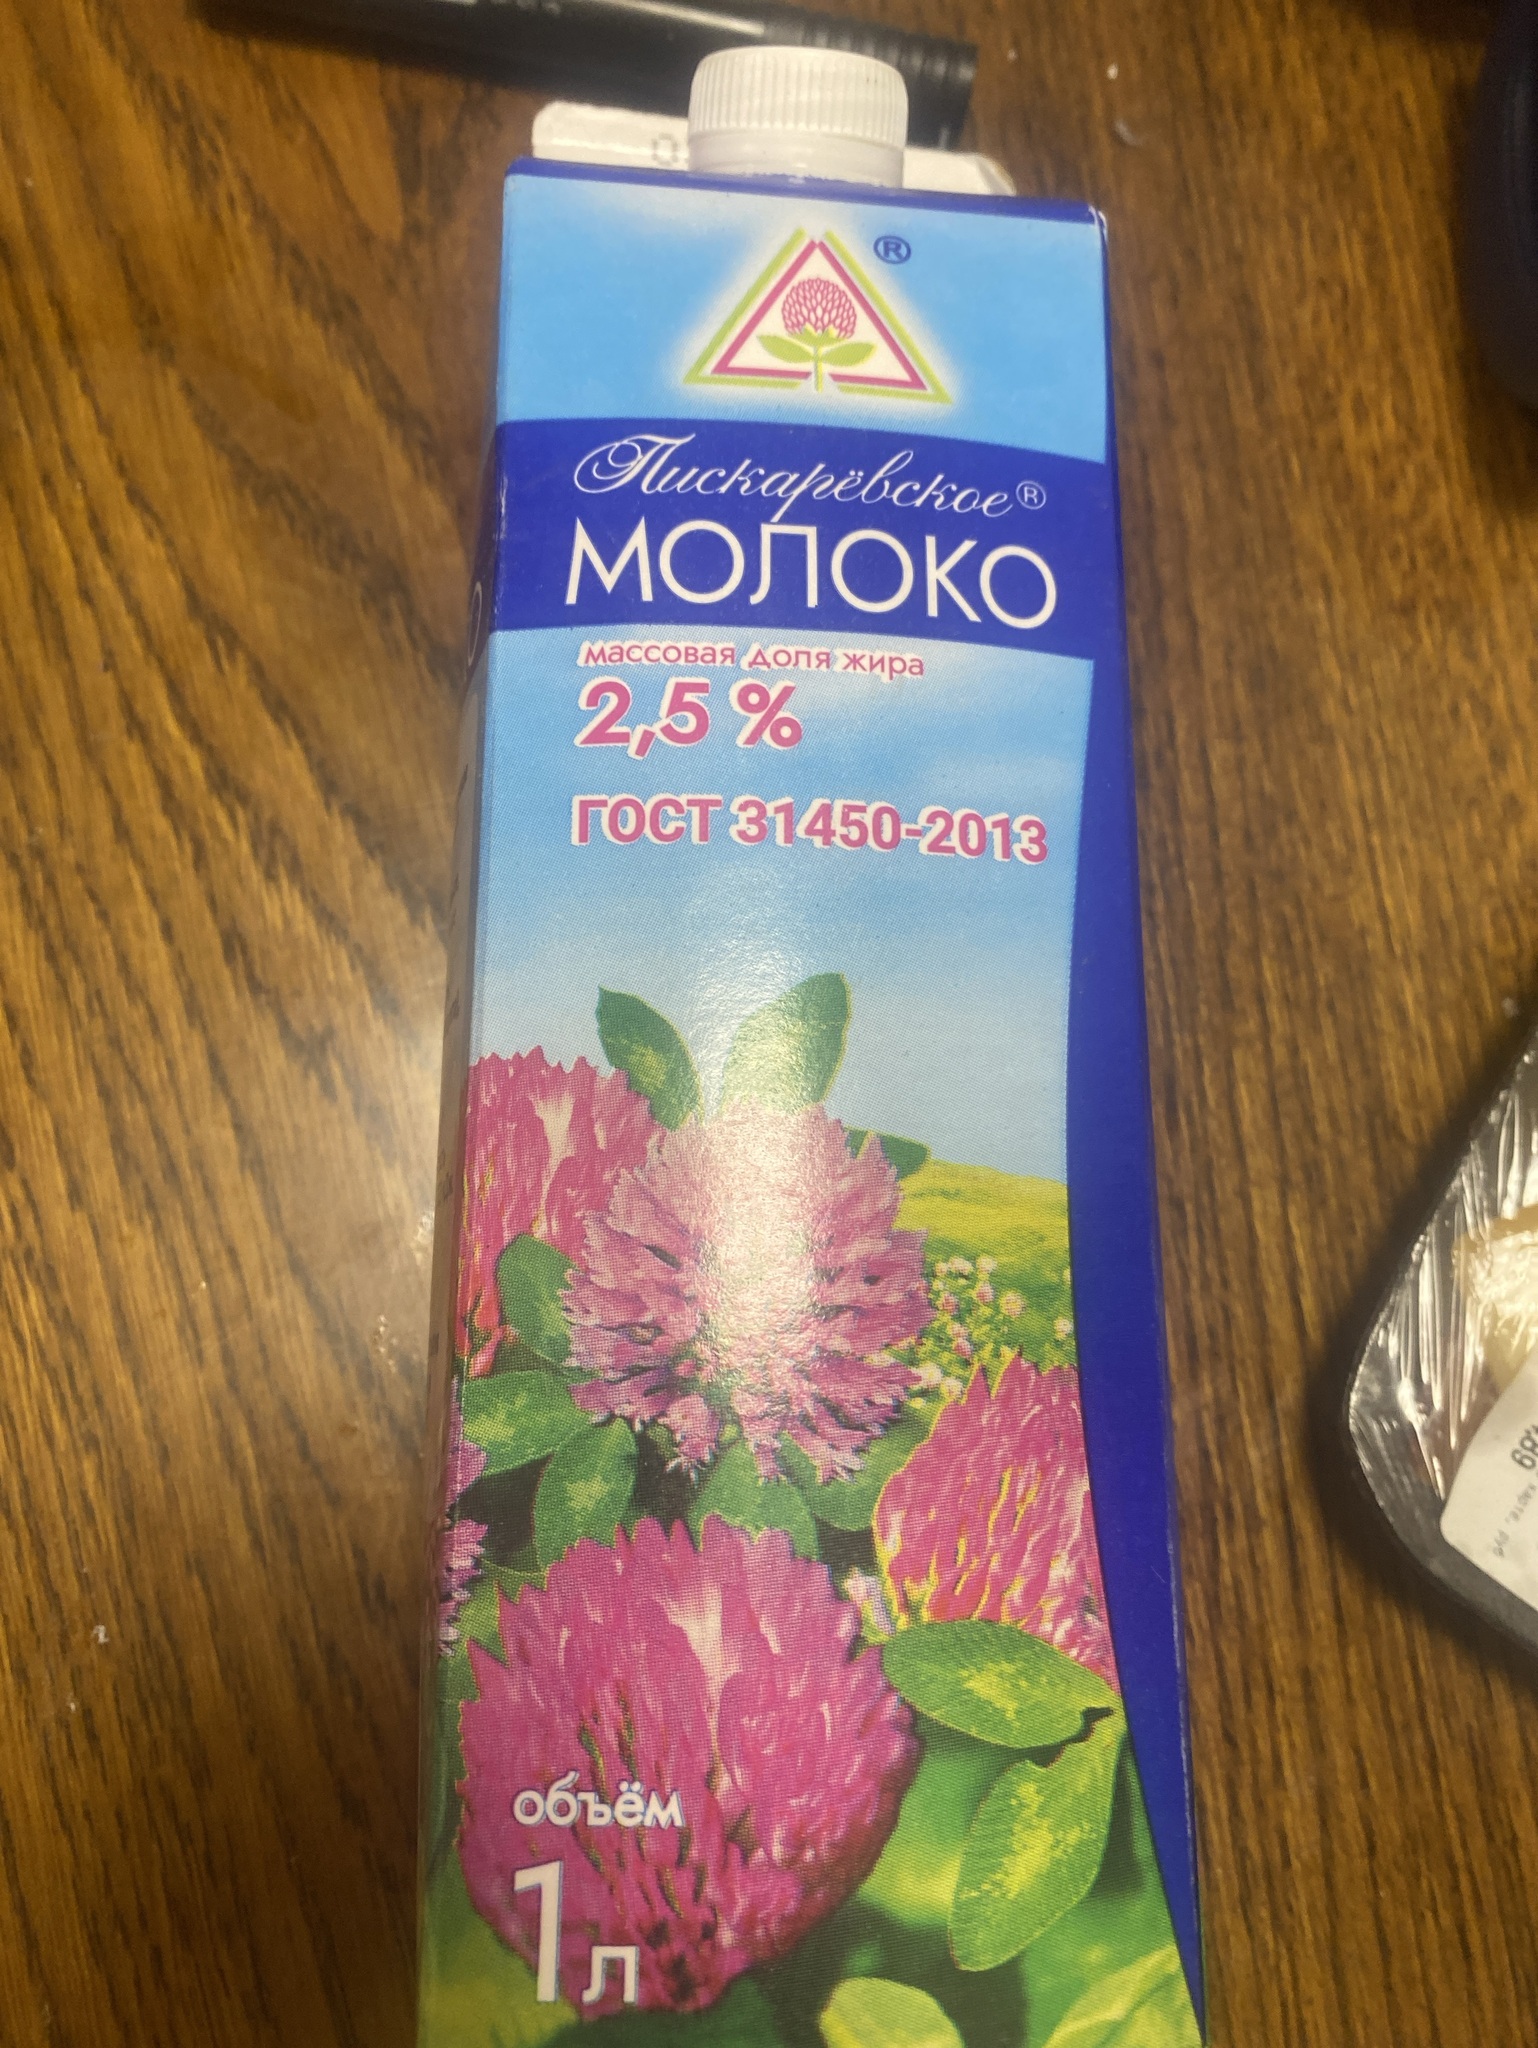 ®
Пискарёвское®
МОЛОКО
массовая доля жира
2,5 %
ГОСТ 31450-2013
объём
1 л